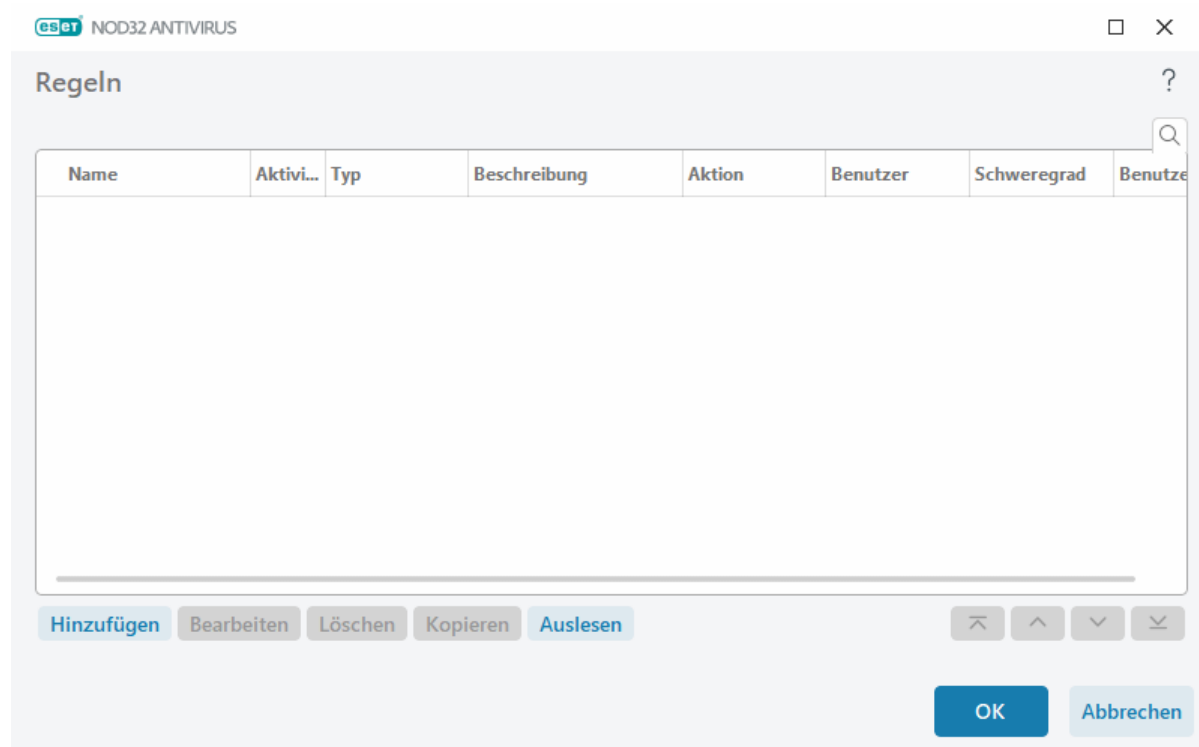 eset NOD32 ANTIVIRUS
Regeln
?
Name Aktivi... Typ Beschreibung Aktion Benutzer Schweregrad Benutze
Hinzufügen Bearbeiten Löschen Kopieren Auslesen
OK Abbrechen